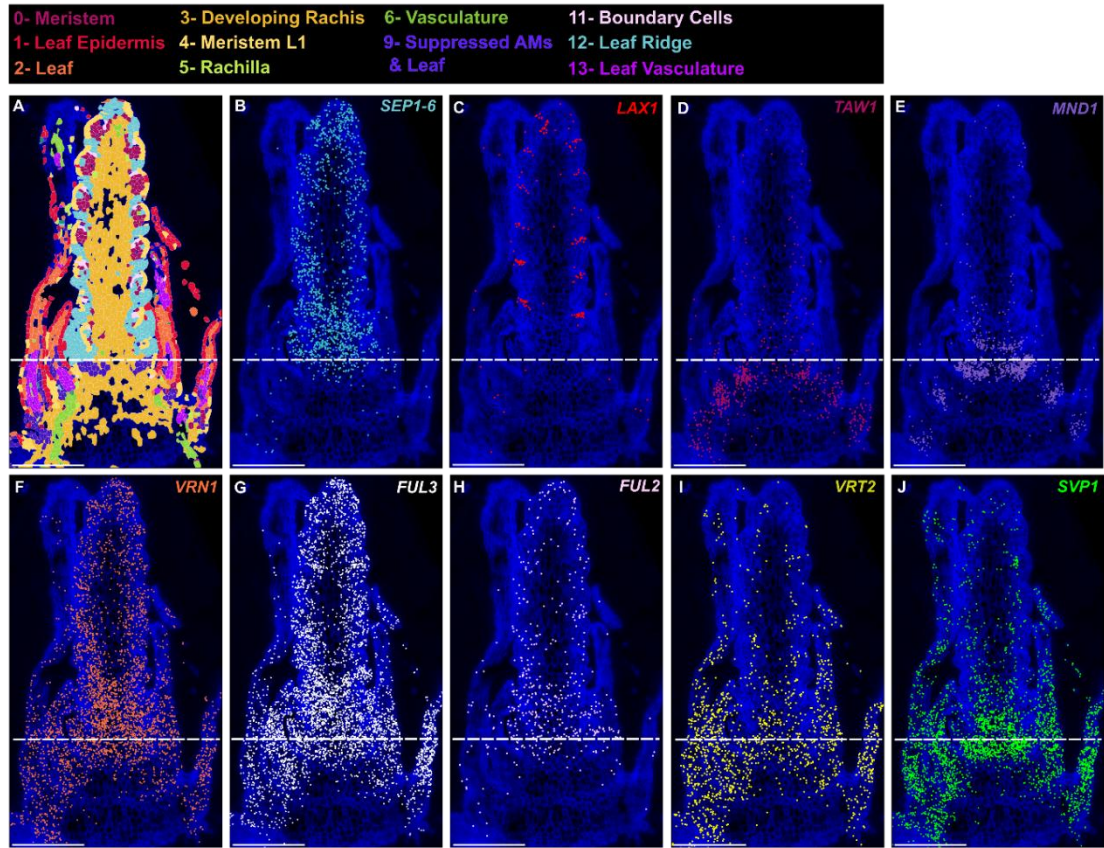 0- Meristem 3- Developing Rachis 6- Vasculature 11- Boundary Cells
1- Leaf Epidermis 4- Meristem L1 9- Suppressed AMs 12- Leaf Ridge
2- Leaf 5- Rachilla & Leaf 13- Leaf Vasculature
A B SEP1-6 C LAX1 D TAW1 E MND1
F VRN1 G FUL3 H FUL2 I VRT2 J SVP1